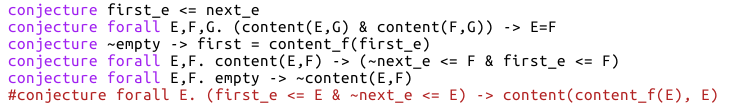 conjecture first_e <= next_e
conjecture forall E,F,G. (content(E,G) & content(F,G)) -> E=F
conjecture ~empty -> first = content_f(first_e)
conjecture forall E,F. content(E,F) -> (~next_e <= F & first_e <= F)
conjecture forall E,F. empty -> ~content(E,F)
#conjecture forall E. (first_e <= E & ~next_e <= E) -> content(content_f(E), E)